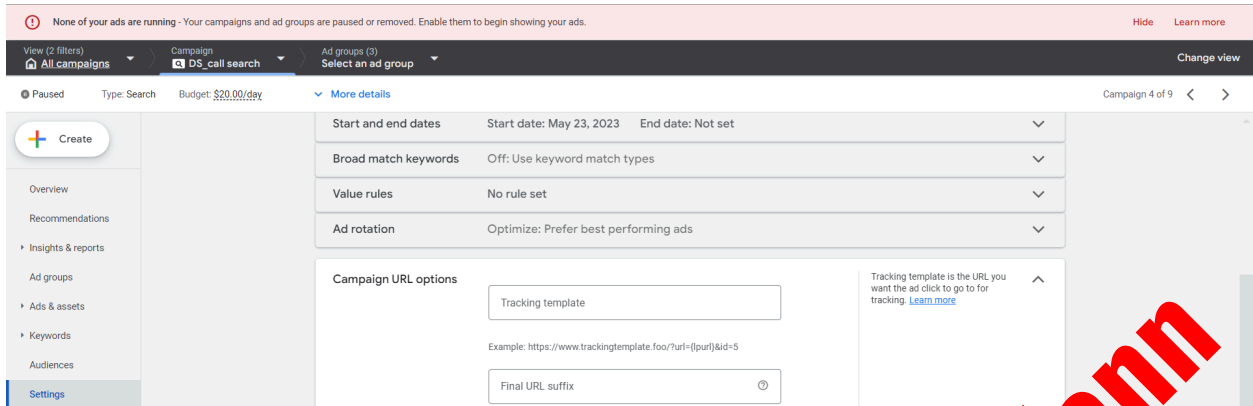 None of your ads are running - Your campaigns and ad groups are paused or removed. Enable them to begin showing your ads.
Hide
Learn more
View (2 filters)
All campaigns
Campaign
DS_call search
Ad groups (3)
Select an ad group
Change view
Paused
Type: Search
Budget: $20.00/day
More details
Campaign 4 of 9
Create
Overview
Recommendations
Insights & reports
Ad groups
Ads & assets
Keywords
Audiences
Settings
Start and end dates
Start date: May 23, 2023
End date: Not set
Broad match keywords
Off: Use keyword match types
Value rules
No rule set
Ad rotation
Optimize: Prefer best performing ads
Campaign URL options
Tracking template
Example: https://www.trackingtemplate.foo/?url={lpurl}&id=5
Final URL suffix
Tracking template is the URL you
want the ad click to go to for
tracking. Learn more